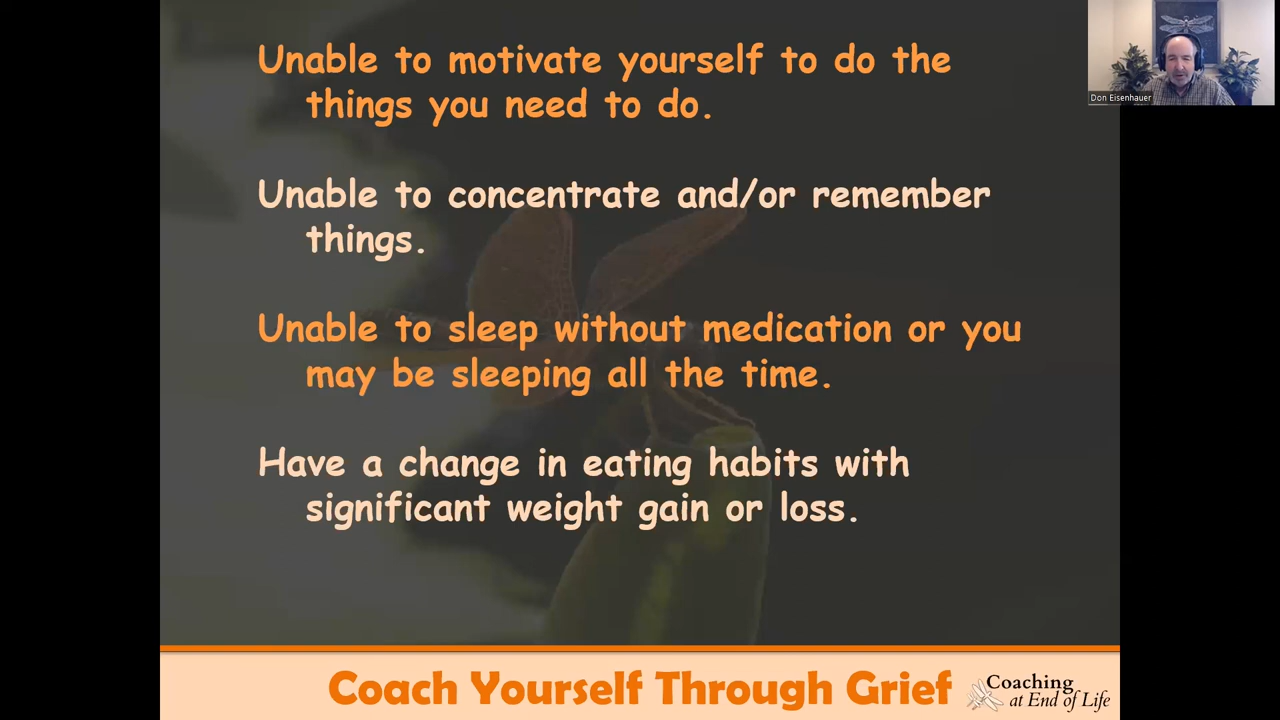 Unable to motivate yourself to do the
things you need to do.
Unable to concentrate and/or remember
things.
Unable to sleep without medication or you
may be sleeping all the time.
Have a change in eating habits with
significant weight gain or loss.
Don Eisenhauer
Coach Yourself Through Grief
Coaching
at End of Life